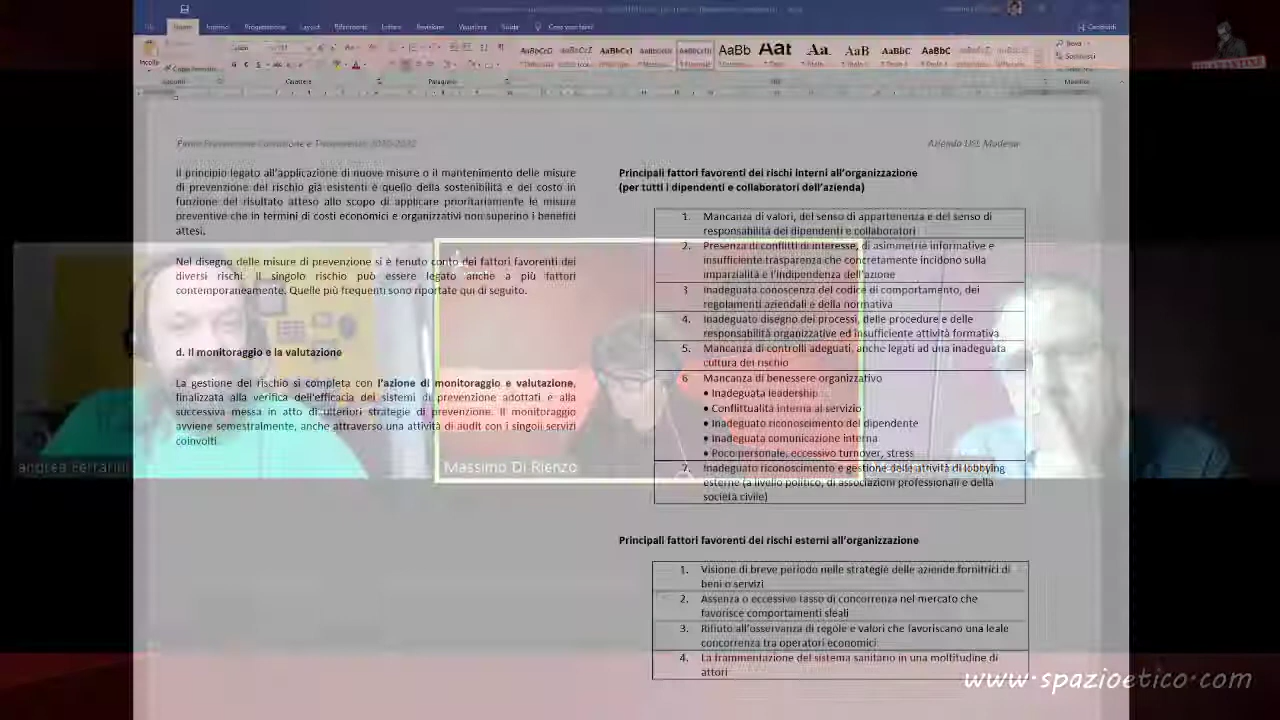 Piano Prevenzione Corruzione e Trasparenza 2020-2022
Azienda USL Modena
Il principio legato all'applicazione di nuove misure o il mantenimento delle misure
di prevenzione del rischio già esistenti è quello della sostenibilità e del costo in
funzione del risultato atteso allo scopo di applicare prioritariamente le misure
preventive che in termini di costi economici e organizzativi non superino i benefici
attesi.
Nel disegno delle misure di prevenzione si è tenuto conto dei fattori favorenti dei
diversi rischi. Il singolo rischio può essere legato anche a più fattori
contemporaneamente. Quelle più frequenti sono riportate qui di seguito.
d. Il monitoraggio e la valutazione
La gestione del rischio si completa con l'azione di monitoraggio e valutazione,
finalizzata alla verifica dell'efficacia dei sistemi di prevenzione adottati e alla
successiva messa in atto di ulteriori strategie di prevenzione. Il monitoraggio
avviene semestralmente, anche attraverso una attività di audit con i singoli servizi
coinvolti.
Principali fattori favorenti dei rischi interni all'organizzazione
(per tutti i dipendenti e collaboratori dell'azienda)
1. Mancanza di valori, del senso di appartenenza e del senso di
responsabilità dei dipendenti e collaboratori
2. Presenza di conflitti di interesse, di asimmetrie informative e
insufficiente trasparenza che concretamente incidono sulla
imparzialità e l'indipendenza dell'azione
3 Inadeguata conoscenza del codice di comportamento, dei
regolamenti aziendali e della normativa
4. Inadeguato disegno dei processi, delle procedure e delle
responsabilità organizzative ed insufficiente attività formativa
5. Mancanza di controlli adeguati, anche legati ad una inadeguata
cultura del rischio
6 Mancanza di benessere organizzativo
• Inadeguata leadership
• Conflittualità interna al servizio
• Inadeguato riconoscimento del dipendente
• Inadeguata comunicazione interna
• Poco personale, eccessivo turnover, stress
7. Inadeguato riconoscimento e gestione delle attività di lobbying
esterne (a livello politico, di associazioni professionali e della
società civile)
Principali fattori favorenti dei rischi esterni all'organizzazione
1. Visione di breve periodo nelle strategie delle aziende fornitrici di
beni o servizi
2. Assenza o eccessivo tasso di concorrenza nel mercato che
favorisce comportamenti sleali
3. Rifiuto all'osservanza di regole e valori che favoriscano una leale
concorrenza tra operatori economici
4. La frammentazione del sistema sanitario in una moltitudine di
attori
andrea Ferrarini
Massimo Di Rienzo
www.spazioetico.com